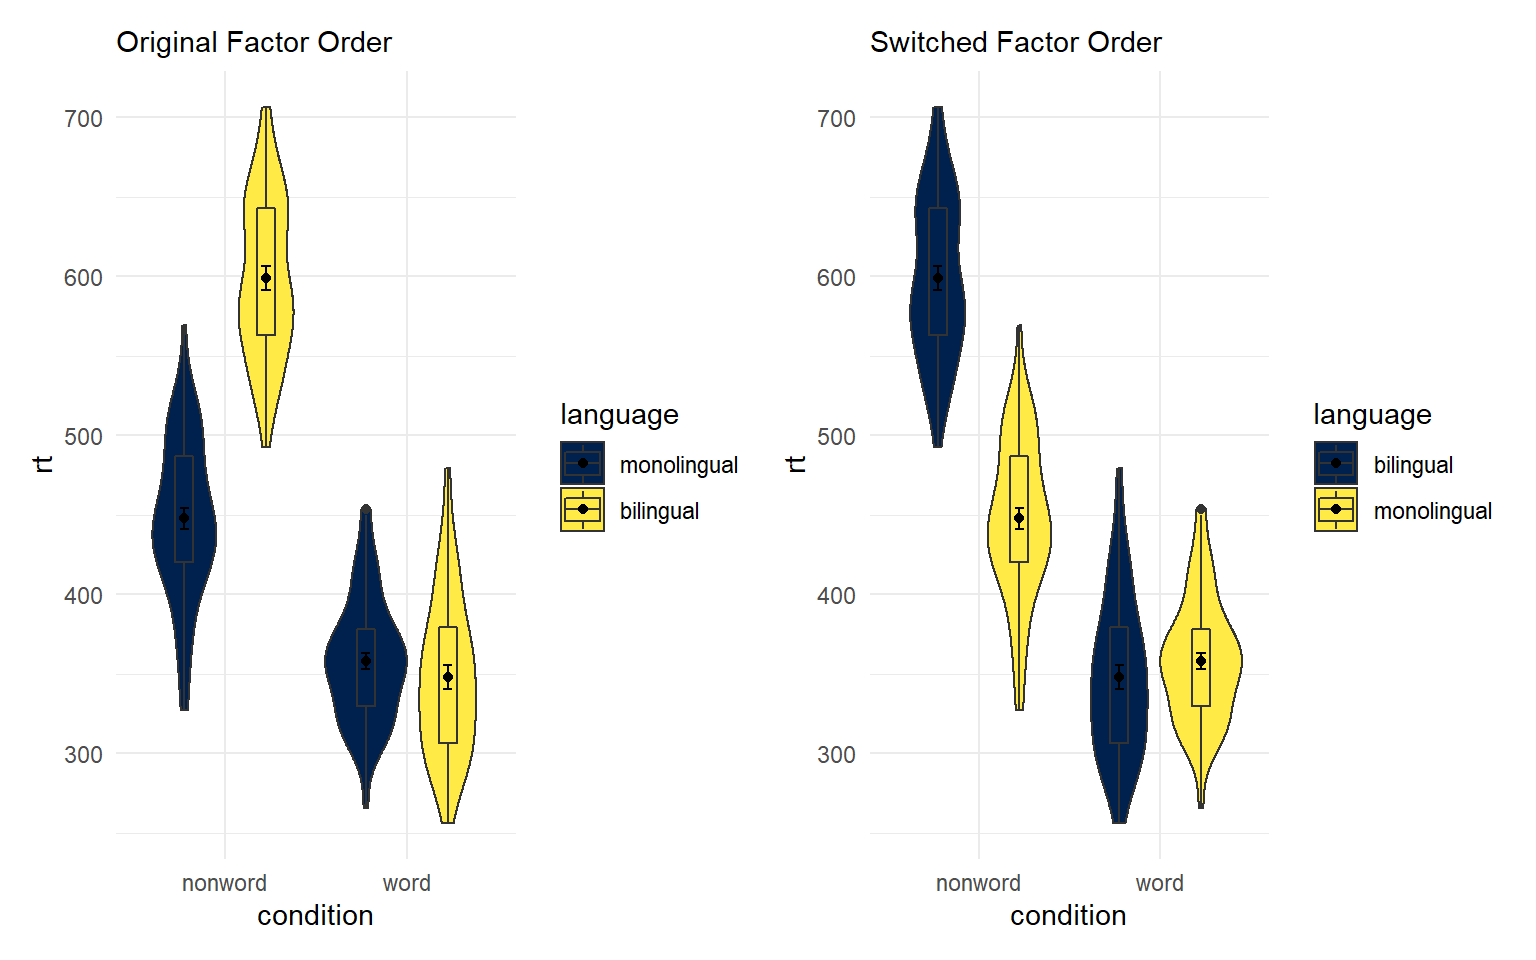 Original Factor Order
700
600
500
400
300
rt
nonword
word
condition
language
monolingual
bilingual
Switched Factor Order
700
600
500
400
300
rt
nonword
word
condition
language
bilingual
monolingual